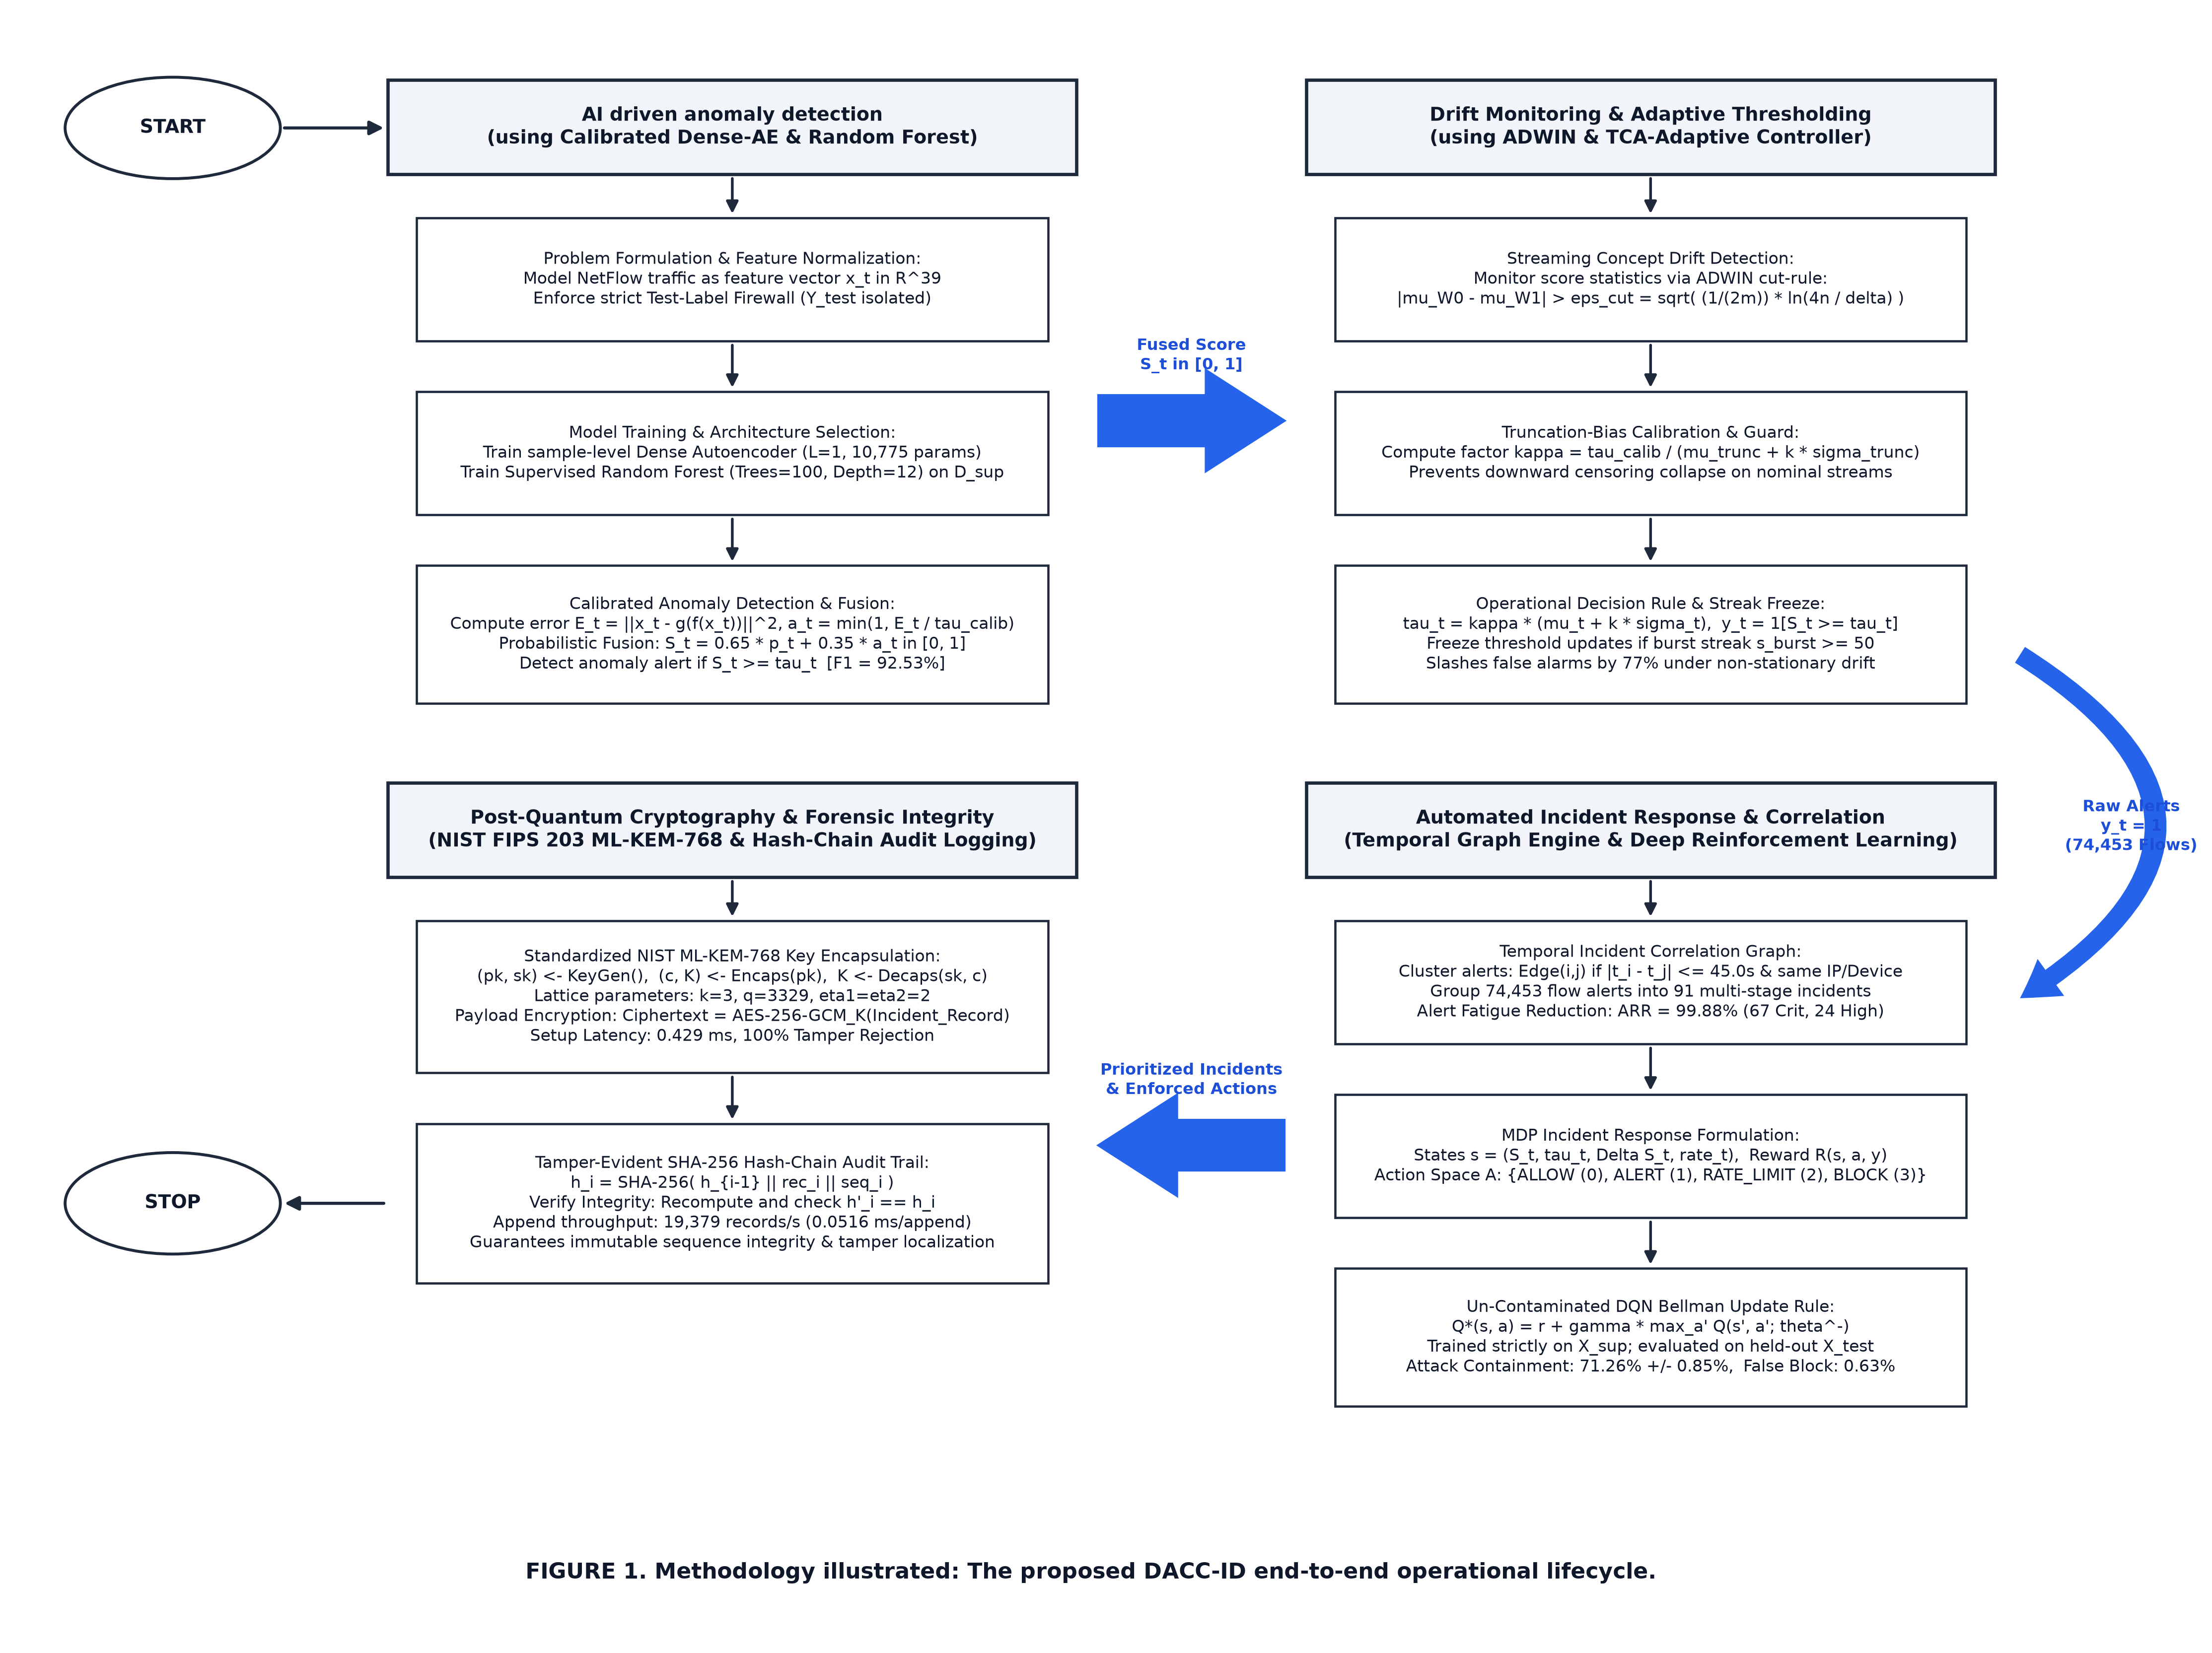 START
AI driven anomaly detection
(using Calibrated Dense-AE & Random Forest)
Problem Formulation & Feature Normalization:
Model NetFlow traffic as feature vector x_t in R^39
Enforce strict Test-Label Firewall (Y_test isolated)
Model Training & Architecture Selection:
Train sample-level Dense Autoencoder (L=1, 10,775 params)
Train Supervised Random Forest (Trees=100, Depth=12) on D_sup
Calibrated Anomaly Detection & Fusion:
Compute error E_t = ||x_t - g(f(x_t))||^2, a_t = min(1, E_t / tau_calib)
Probabilistic Fusion: S_t = 0.65 * p_t + 0.35 * a_t in [0, 1]
Detect anomaly alert if S_t >= tau_t  [F1 = 92.53%]
Fused Score
S_t in [0, 1]
Drift Monitoring & Adaptive Thresholding
(using ADWIN & TCA-Adaptive Controller)
Streaming Concept Drift Detection:
Monitor score statistics via ADWIN cut-rule:
|mu_W0 - mu_W1| > eps_cut = sqrt( (1/(2m)) * ln(4n / delta) )
Truncation-Bias Calibration & Guard:
Compute factor kappa = tau_calib / (mu_trunc + k * sigma_trunc)
Prevents downward censoring collapse on nominal streams
Operational Decision Rule & Streak Freeze:
tau_t = kappa * (mu_t + k * sigma_t),  y_t = 1[S_t >= tau_t]
Freeze threshold updates if burst streak s_burst >= 50
Slashes false alarms by 77% under non-stationary drift
Raw Alerts
y_t = 1
(74,453 Flows)
Automated Incident Response & Correlation
(Temporal Graph Engine & Deep Reinforcement Learning)
Temporal Incident Correlation Graph:
Cluster alerts: Edge(i,j) if |t_i - t_j| <= 45.0s & same IP/Device
Group 74,453 flow alerts into 91 multi-stage incidents
Alert Fatigue Reduction: ARR = 99.88% (67 Crit, 24 High)
MDP Incident Response Formulation:
States s = (S_t, tau_t, Delta S_t, rate_t),  Reward R(s, a, y)
Action Space A: {ALLOW (0), ALERT (1), RATE_LIMIT (2), BLOCK (3)}
Un-Contaminated DQN Bellman Update Rule:
Q*(s, a) = r + gamma * max_a' Q(s', a'; theta^-)
Trained strictly on X_sup; evaluated on held-out X_test
Attack Containment: 71.26% +/- 0.85%,  False Block: 0.63%
Prioritized Incidents
& Enforced Actions
Post-Quantum Cryptography & Forensic Integrity
(NIST FIPS 203 ML-KEM-768 & Hash-Chain Audit Logging)
Standardized NIST ML-KEM-768 Key Encapsulation:
(pk, sk) <- KeyGen(),  (c, K) <- Encaps(pk),  K <- Decaps(sk, c)
Lattice parameters: k=3, q=3329, eta1=eta2=2
Payload Encryption: Ciphertext = AES-256-GCM_K(Incident_Record)
Setup Latency: 0.429 ms, 100% Tamper Rejection
Tamper-Evident SHA-256 Hash-Chain Audit Trail:
h_i = SHA-256( h_{i-1} || rec_i || seq_i )
Verify Integrity: Recompute and check h'_i == h_i
Append throughput: 19,379 records/s (0.0516 ms/append)
Guarantees immutable sequence integrity & tamper localization
STOP
FIGURE 1. Methodology illustrated: The proposed DACC-ID end-to-end operational lifecycle.